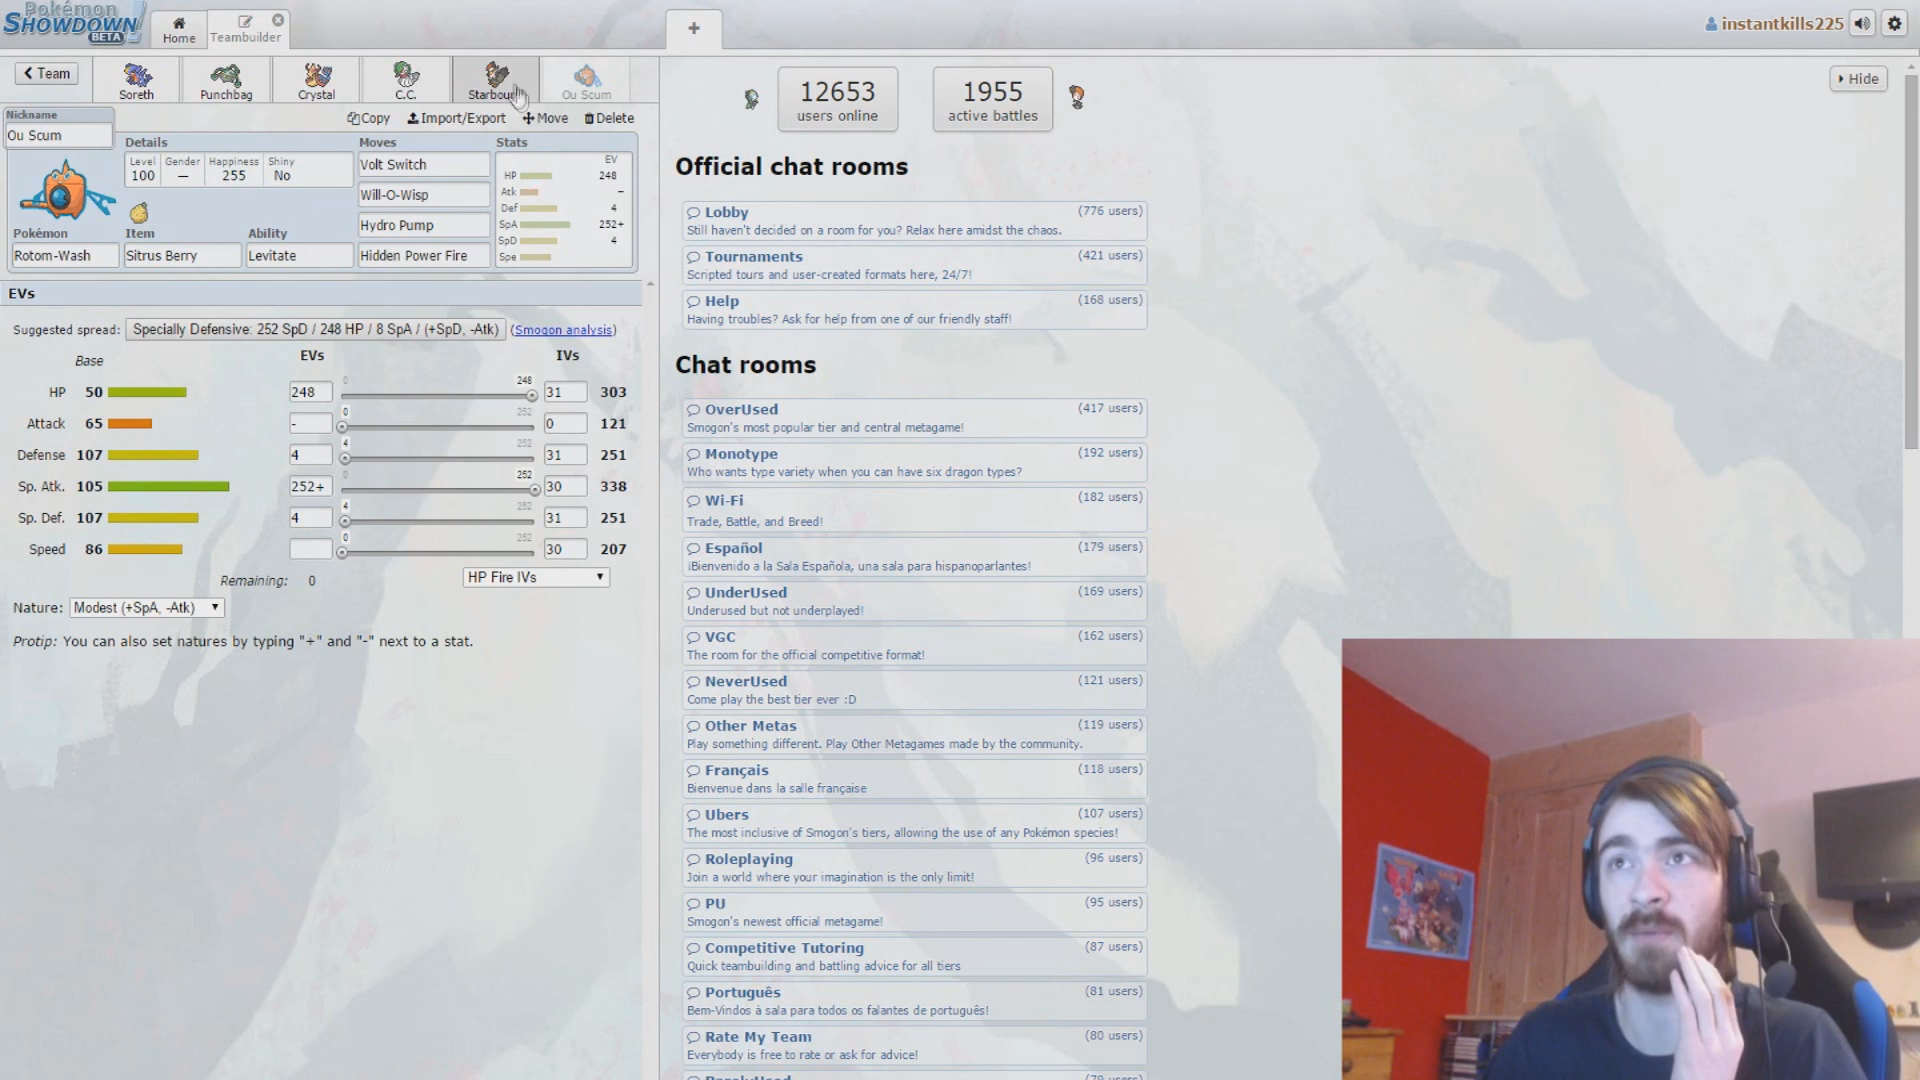 Pokémon
SHOWDOWN
BETA
Home
Teambuilder
+
instantkills225
Team
Soreth
Punchbag
Crystal
C.C.
Ou Scum
Hide
Nickname
Ou Scum
Copy
Import/Export
Move
Delete
Details
Level Gender Happiness Shiny
100 — 255 No
Pokémon
Rotom-Wash
Item
Sitrus Berry
Ability
Levitate
Moves
Volt Switch
Will-O-Wisp
Hydro Pump
Hidden Power Fire
Stats
EV
HP 248
Atk –
Def 4
SpA 252+
SpD 4
Spe
EVs
Suggested spread: Specially Defensive: 252 SpD / 248 HP / 8 SpA / (+SpD, -Atk) (Smogon analysis)
Base EVs IVs
HP 50 248 0 248 31 303
Attack 65 - 0 252 0 121
Defense 107 4 4 252 31 251
Sp. Atk. 105 252+ 0 252 30 338
Sp. Def. 107 4 4 252 31 251
Speed 86 0 252 30 207
Remaining: 0
HP Fire IVs
Nature: Modest (+SpA, -Atk)
Protip: You can also set natures by typing "+" and "-" next to a stat.
12653
users online
1955
active battles
Official chat rooms
Lobby (776 users)
Still haven't decided on a room for you? Relax here amidst the chaos.
Tournaments (421 users)
Scripted tours and user-created formats here, 24/7!
Help (168 users)
Having troubles? Ask for help from one of our friendly staff!
Chat rooms
OverUsed (417 users)
Smogon's most popular tier and central metagame!
Monotype (192 users)
Who wants type variety when you can have six dragon types?
Wi-Fi (182 users)
Trade, Battle, and Breed!
Español (179 users)
¡Bienvenido a la Sala Española, una sala para hispanoparlantes!
UnderUsed (169 users)
Underused but not underplayed!
VGC (162 users)
The room for the official competitive format!
NeverUsed (121 users)
Come play the best tier ever :D
Other Metas (119 users)
Play something different. Play Other Metagames made by the community.
Français (118 users)
Bienvenue dans la salle française
Ubers (107 users)
The most inclusive of Smogon's tiers, allowing the use of any Pokémon species!
Roleplaying (96 users)
Join a world where your imagination is the only limit!
PU (95 users)
Smogon's newest official metagame!
Competitive Tutoring (87 users)
Quick teambuilding and battling advice for all tiers
Português (81 users)
Bem-Vindos à sala para todos os falantes de português!
Rate My Team (80 users)
Everybody is free to rate or ask for advice!